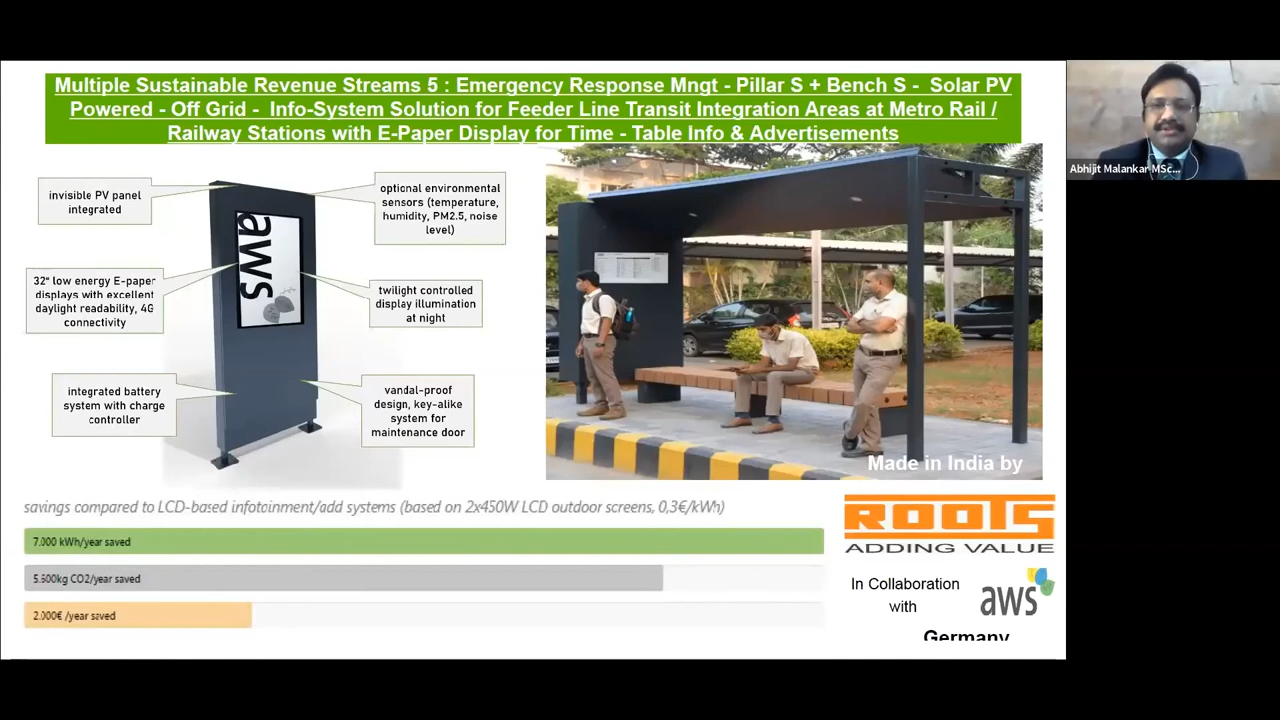 Multiple Sustainable Revenue Streams 5 : Emergency Response Mngt - Pillar S + Bench S - Solar PV
Powered - Off Grid - Info-System Solution for Feeder Line Transit Integration Areas at Metro Rail /
Railway Stations with E-Paper Display for Time - Table Info & Advertisements
Abhijit Malankar MSc...
invisible PV panel
integrated
optional environmental
sensors (temperature,
humidity, PM2.5, noise
level)
32" low energy E-paper
displays with excellent
daylight readability, 4G
connectivity
aws
twilight controlled
display illumination
at night
integrated battery
system with charge
controller
vandal-proof
design, key-alike
system for
maintenance door
Made in India by
savings compared to LCD-based infotoinment/add systems (based on 2x450W LCD outdoor screens, 0,3€/kWh)
7.000 kWh/year saved
5.600kg CO2/year saved
2.000€ /year saved
ROOTS
ADDING VALUE
In Collaboration
with
aws
Germany